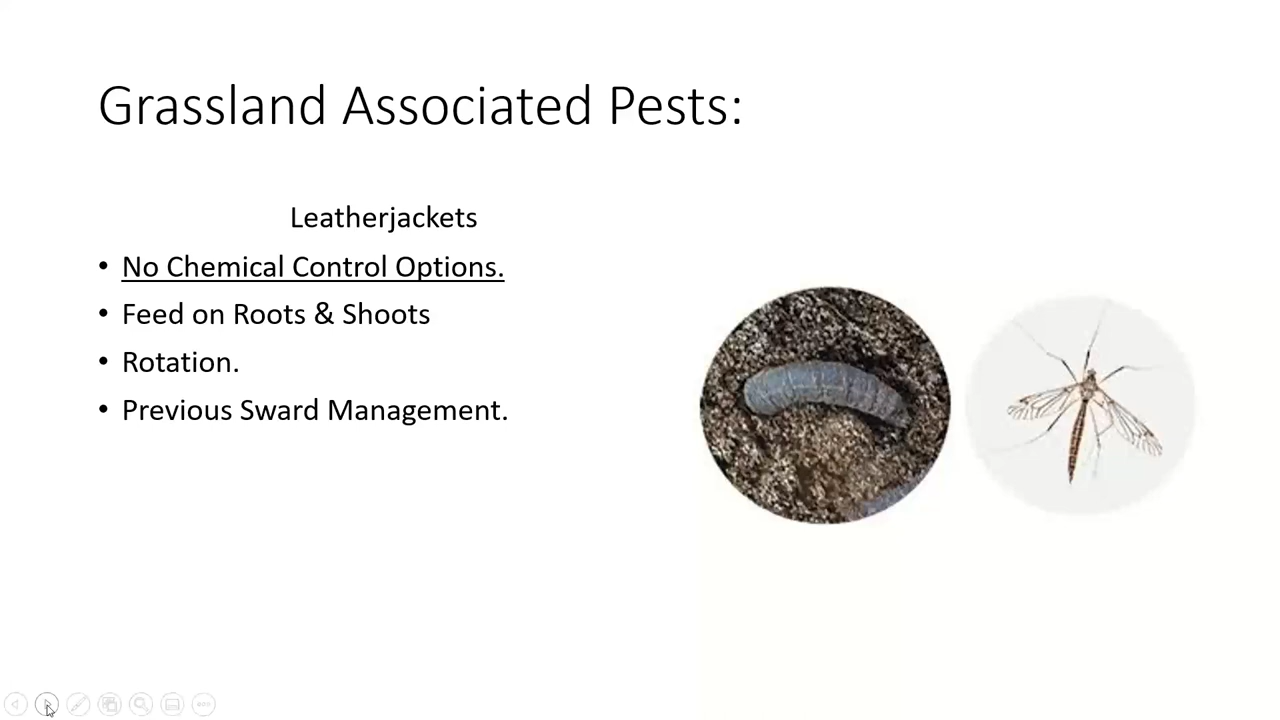 Grassland Associated Pests:
Leatherjackets
• No Chemical Control Options.
• Feed on Roots & Shoots
• Rotation.
• Previous Sward Management.